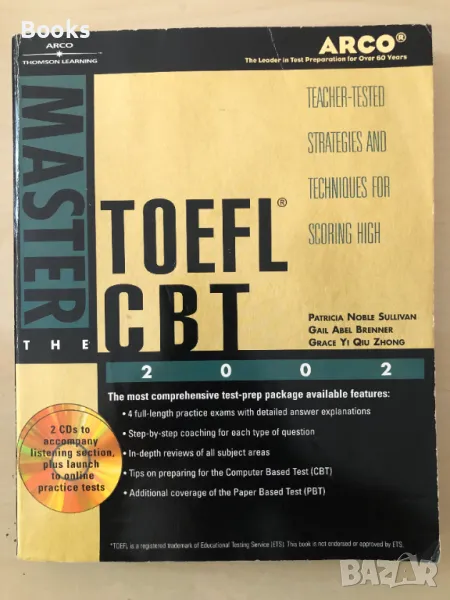 Books
ARCO
THOMSON LEARNING
ARCO®
The Leader in Test Preparation for Over 60 Years
TEACHER-TESTED
STRATEGIES AND
TECHNIQUES FOR
SCORING HIGH
MASTER
THE
TOEFL®
CBT
PATRICIA NOBLE SULLIVAN
GAIL ABEL BRENNER
GRACE YI QIU ZHONG
2002
The most comprehensive test-prep package available features:
• 4 full-length practice exams with detailed answer explanations
• Step-by-step coaching for each type of question
• In-depth reviews of all subject areas
• Tips on preparing for the Computer Based Test (CBT)
• Additional coverage of the Paper Based Test (PBT)
2 CDs to
accompany
listening section,
plus launch
to online
practice tests
*TOEFL is a registered trademark of Educational Testing Service (ETS). This book is not endorsed or approved by ETS.
BAZAR